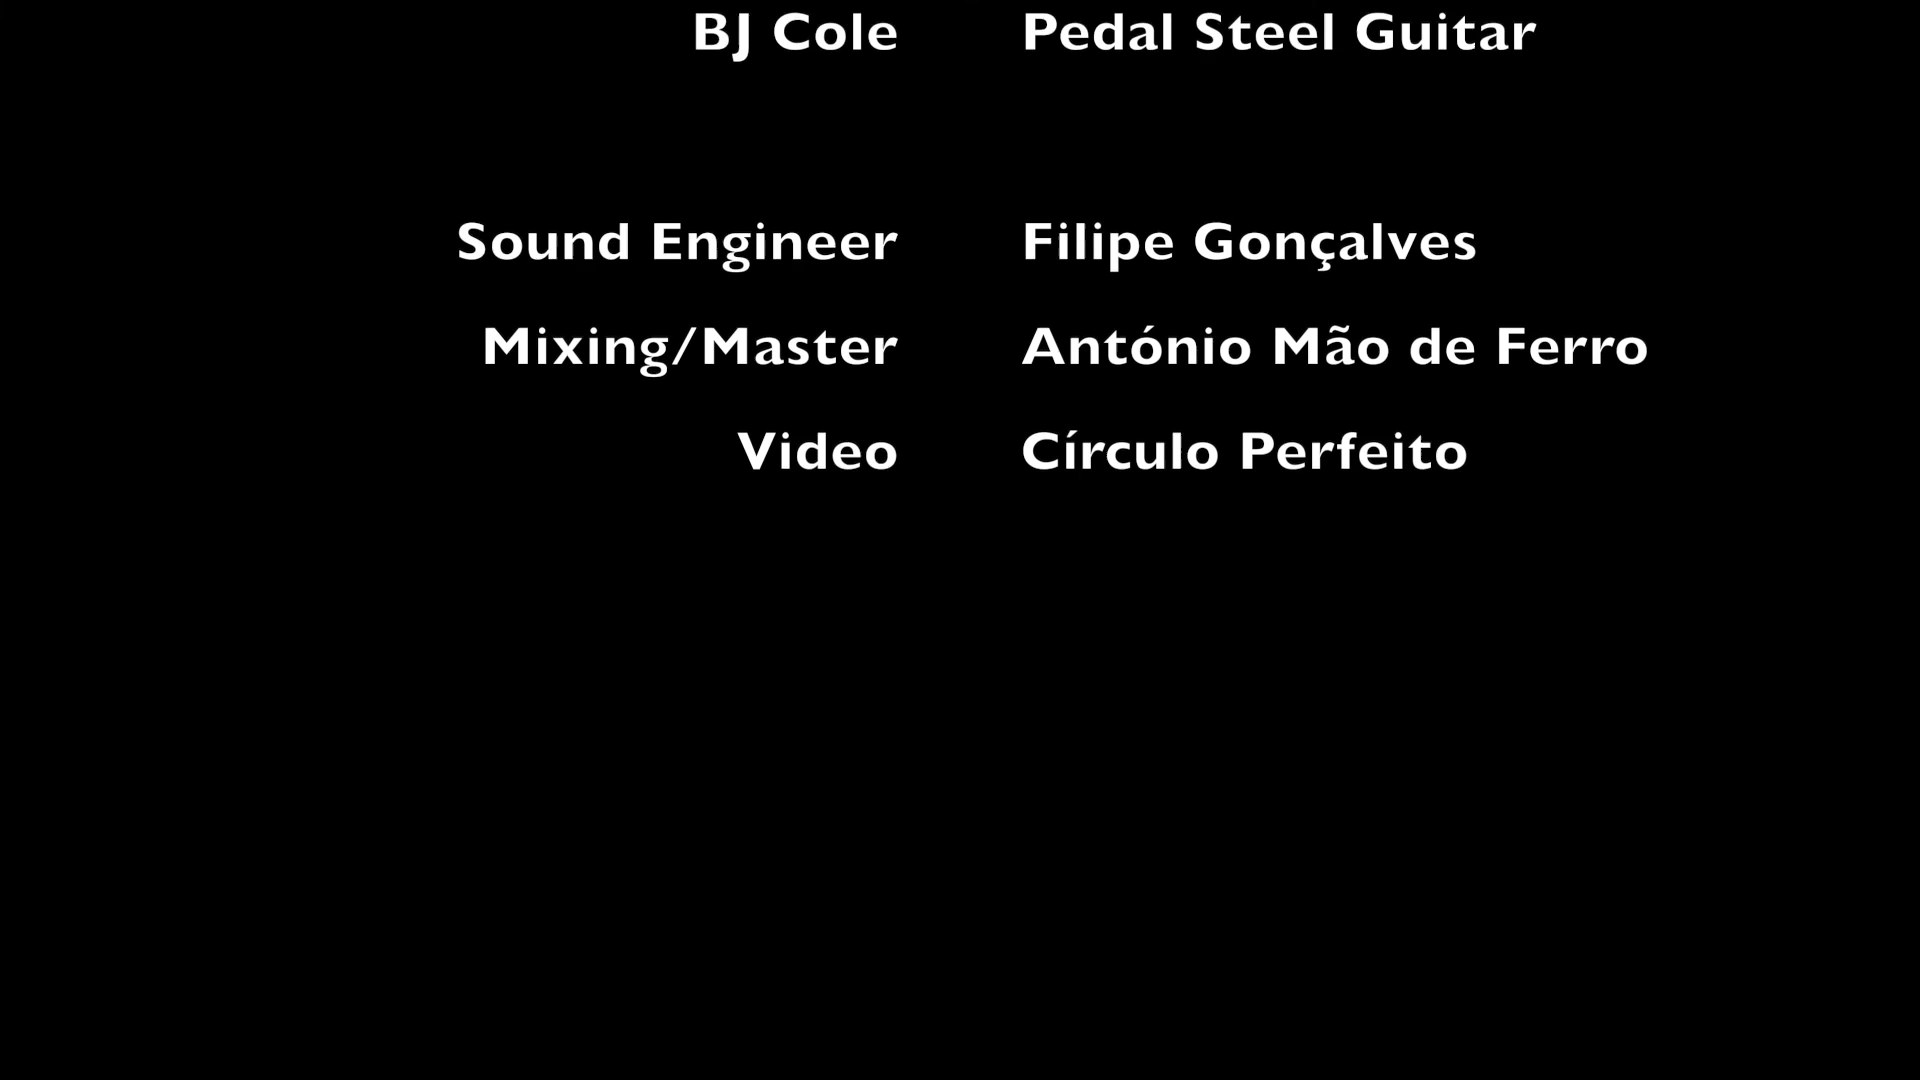 BJ Cole Pedal Steel Guitar
Sound Engineer Filipe Gonçalves
Mixing/Master António Mão de Ferro
Video Círculo Perfeito